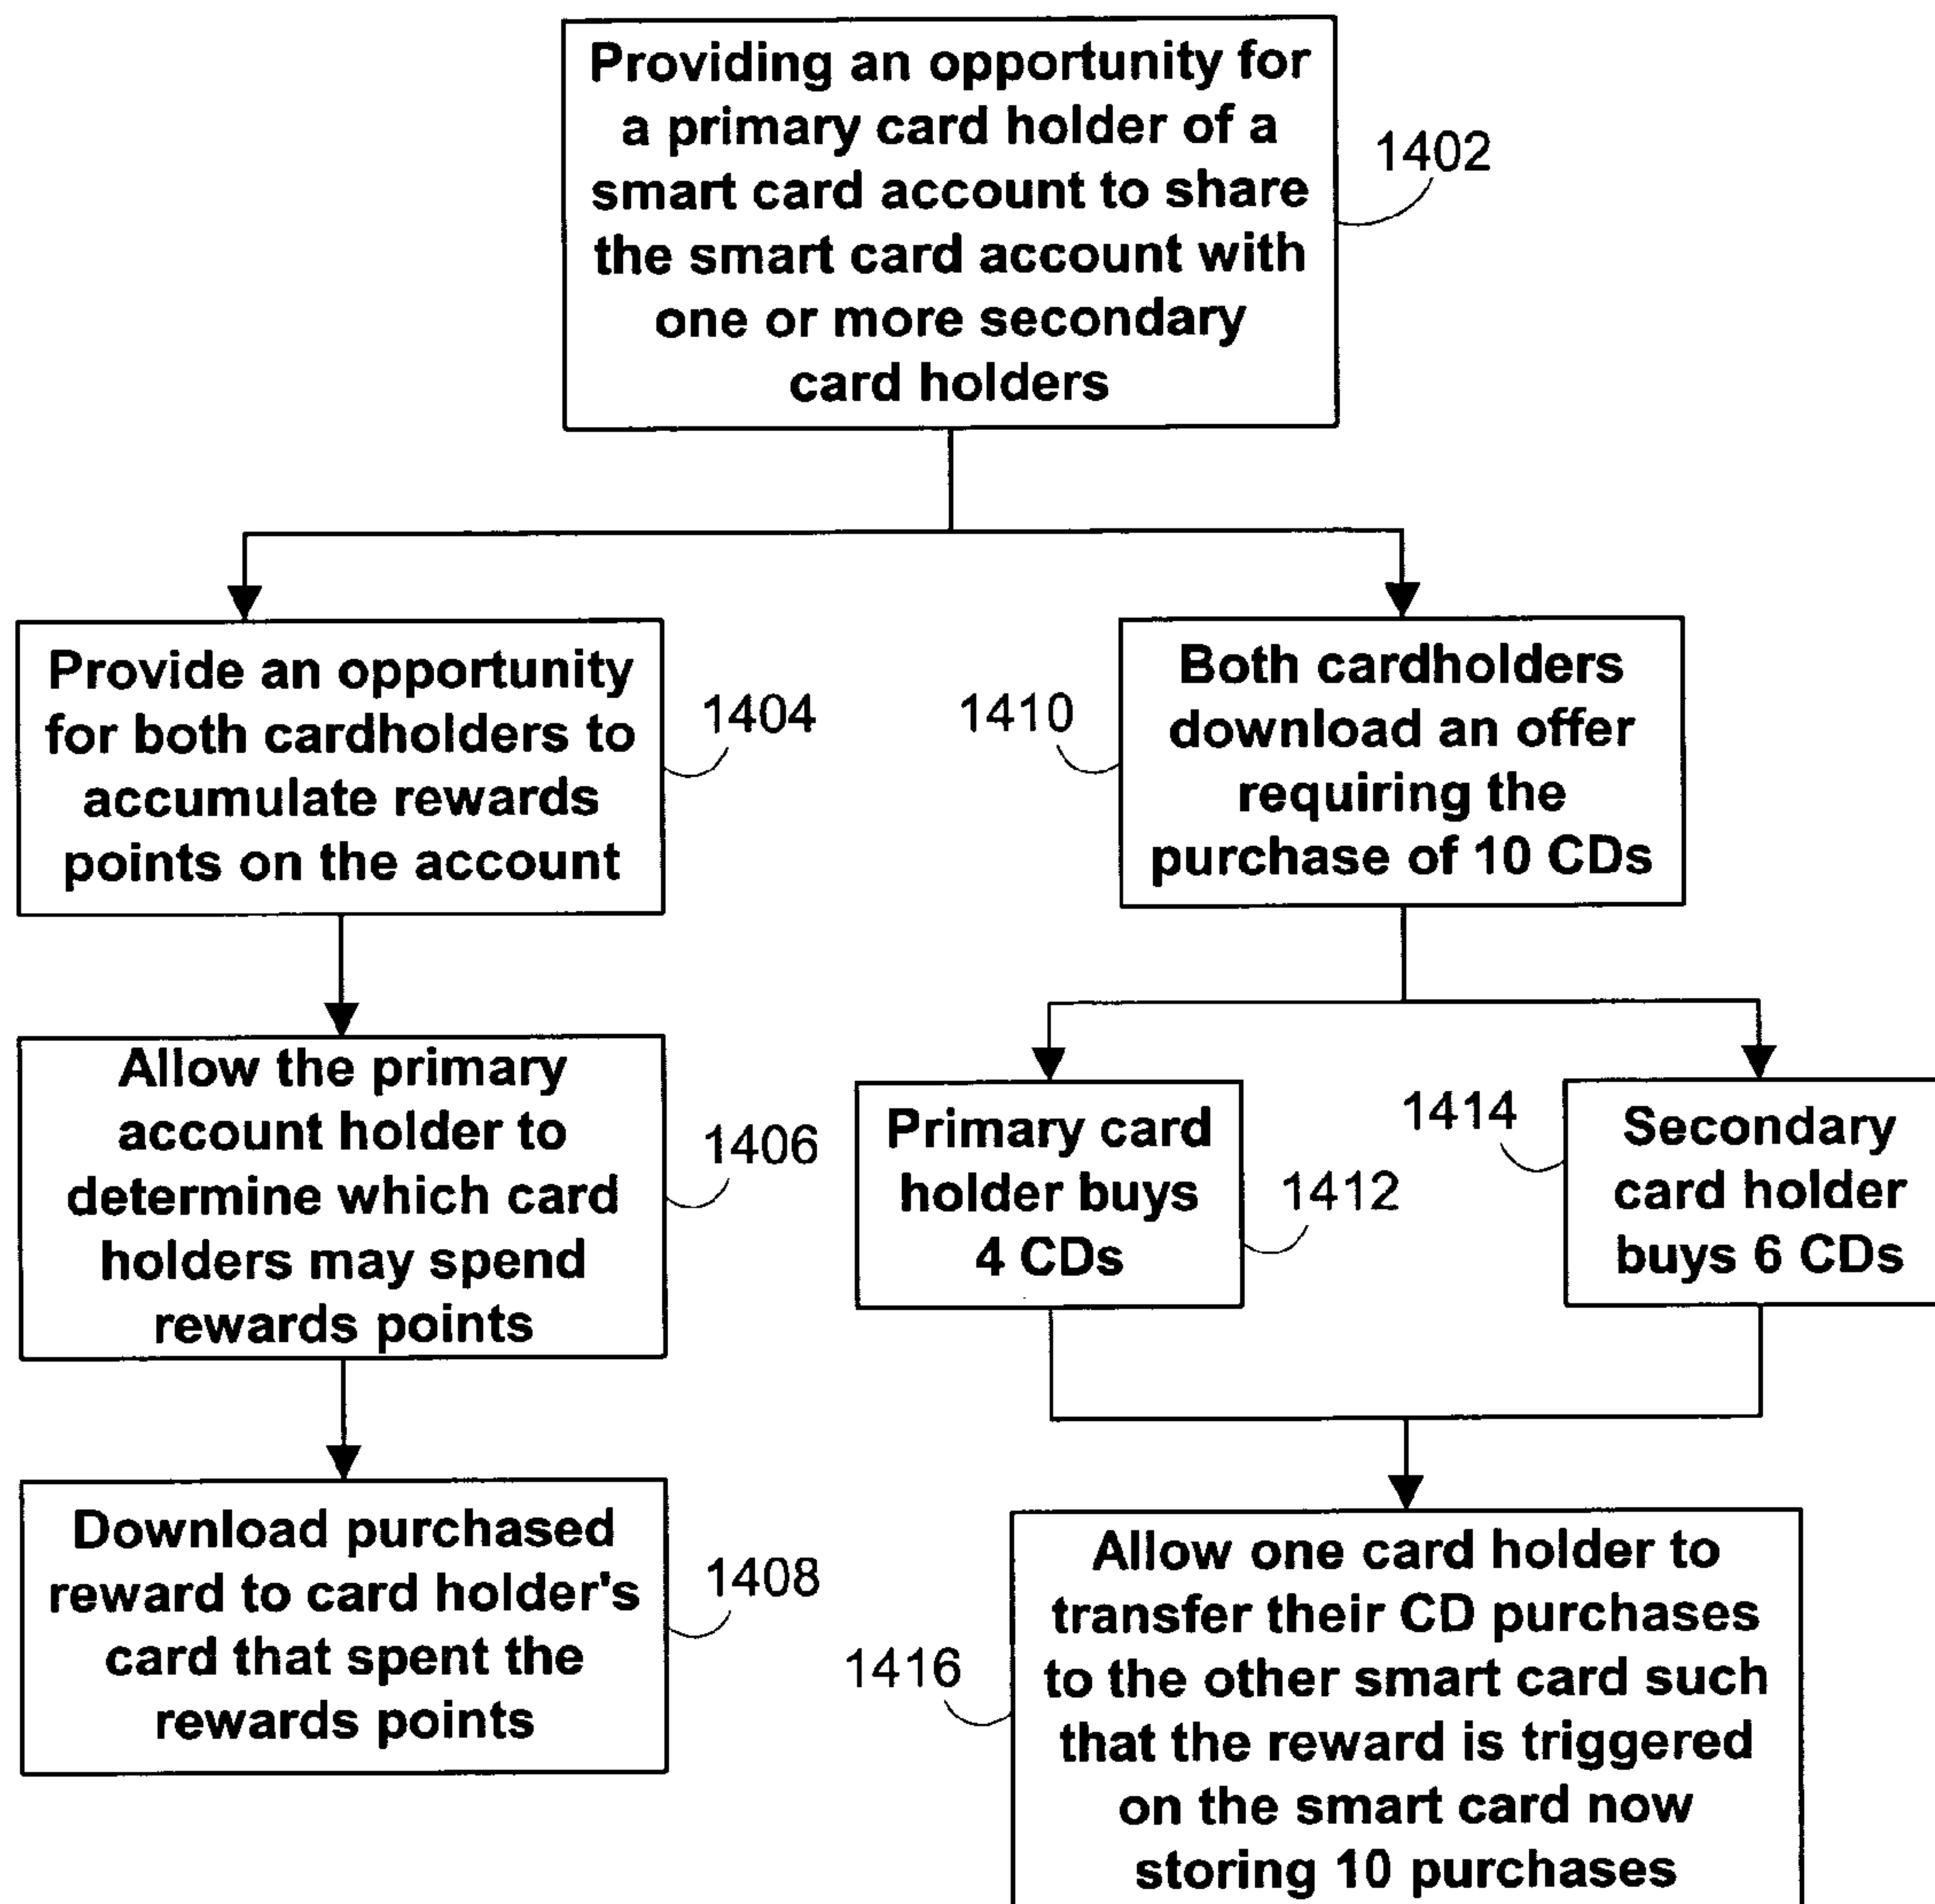 Providing an opportunity for
a primary card holder of a
smart card account to share
the smart card account with
one or more secondary
card holders
1402
Provide an opportunity
for both cardholders to
accumulate rewards
points on the account
1404
Allow the primary
account holder to
determine which card
holders may spend
rewards points
1406
Download purchased
reward to card holder's
card that spent the
rewards points
1408
1410
Both cardholders
download an offer
requiring the
purchase of 10 CDs
Primary card
holder buys
4 CDs
1412
1414
Secondary
card holder
buys 6 CDs
1416
Allow one card holder to
transfer their CD purchases
to the other smart card such
that the reward is triggered
on the smart card now
storing 10 purchases